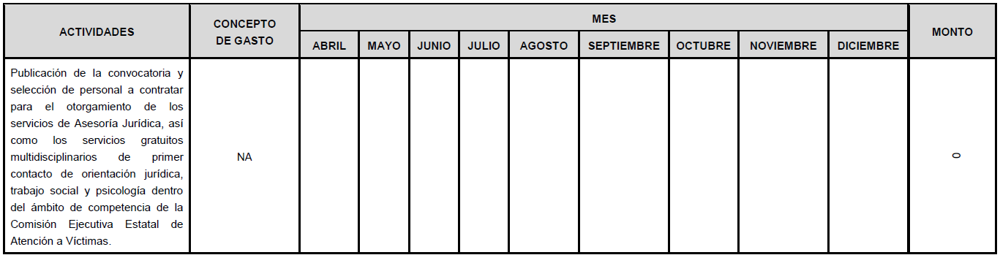 ACTIVIDADES
CONCEPTO
DE GASTO
MES
MONTO
ABRIL
MAYO
JUNIO
JULIO
AGOSTO
SEPTIEMBRE
OCTUBRE
NOVIEMBRE
DICIEMBRE
Publicación de la convocatoria y
selección de personal a contratar
para el otorgamiento de los
servicios de Asesoría Jurídica, así
como los servicios gratuitos
multidisciplinarios de primer
contacto de orientación jurídica,
trabajo social y psicología dentro
del ámbito de competencia de la
Comisión Ejecutiva Estatal de
Atención a Víctimas.
NA
0